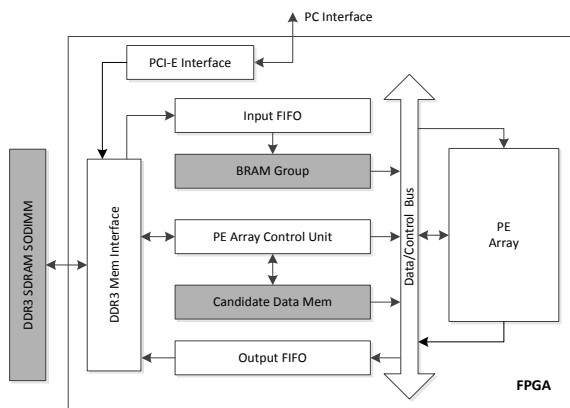 PC Interface
PCI-E Interface
Input FIFO
BRAM Group
DDR3 SDRAM SODIMM
DDR3 Mem Interface
PE Array Control Unit
Data/Control Bus
PE
Array
Candidate Data Mem
Output FIFO
FPGA